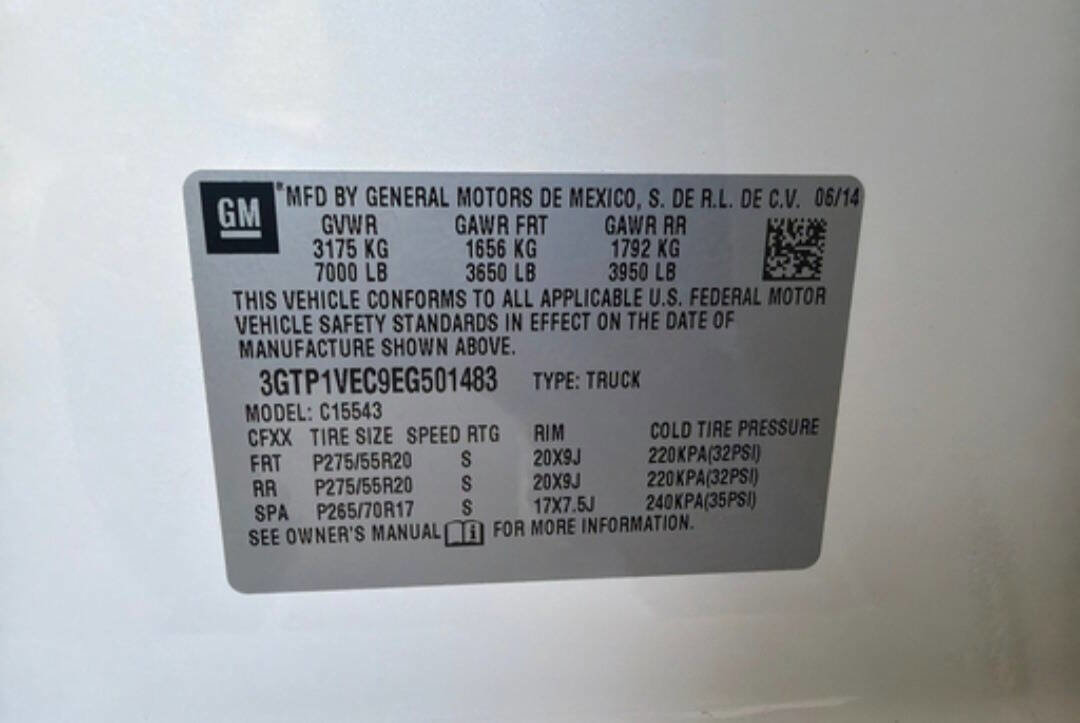 GM ® MFD BY GENERAL MOTORS DE MEXICO, S. DE R.L. DE C.V. 06/14
GVWR GAWR FRT GAWR RR
3175 KG 1656 KG 1792 KG
7000 LB 3650 LB 3950 LB
THIS VEHICLE CONFORMS TO ALL APPLICABLE U.S. FEDERAL MOTOR
VEHICLE SAFETY STANDARDS IN EFFECT ON THE DATE OF
MANUFACTURE SHOWN ABOVE.
3GTP1VEC9EG501483 TYPE: TRUCK
MODEL: C15543
CFXX TIRE SIZE SPEED RTG RIM COLD TIRE PRESSURE
FRT P275/55R20 S 20X9J 220KPA(32PSI)
RR P275/55R20 S 20X9J 220KPA(32PSI)
SPA P265/70R17 S 17X7.5J 240KPA(35PSI)
SEE OWNER'S MANUAL i FOR MORE INFORMATION.